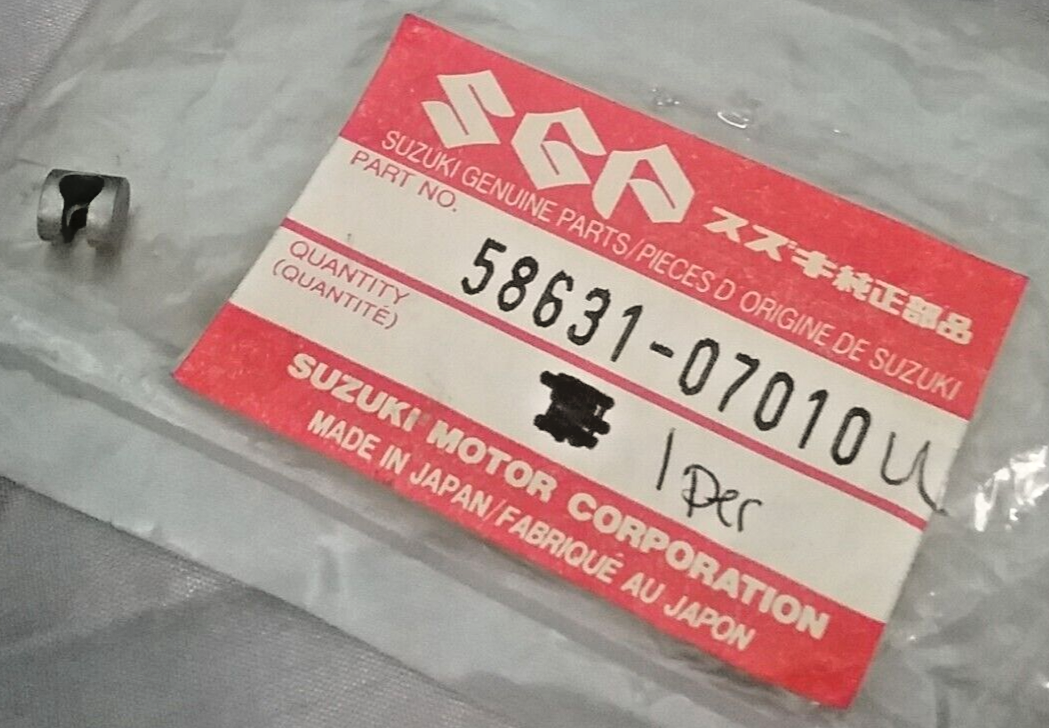 SGP
SUZUKI GENUINE PARTS/PIECES D ORIGINE DE SUZUKI
スズキ純正部品
PART NO.
58631-07010 U
QUANTITY
(QUANTITÉ)
1 per
SUZUKI MOTOR CORPORATION
MADE IN JAPAN/FABRIQUÉ AU JAPON